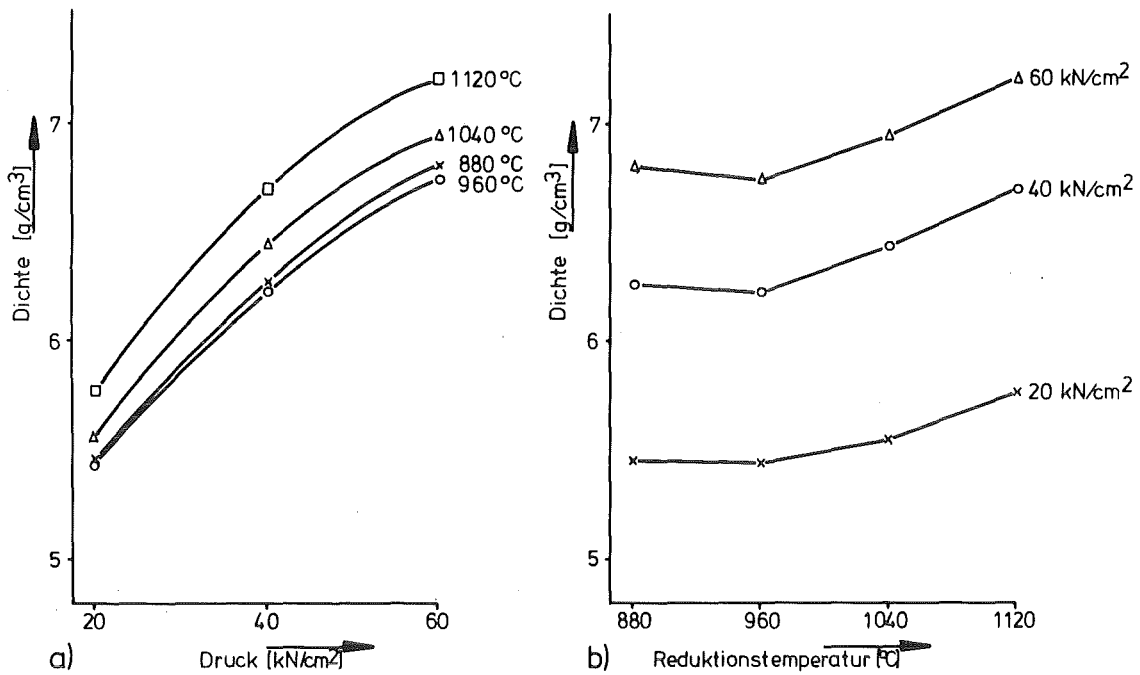 7
6
5
Dichte [g/cm³]
1120 °C
1040 °C
880 °C
960 °C
20
40
60
Druck [kN/cm²]
a)
7
6
5
Dichte [g/cm³]
60 kN/cm²
40 kN/cm²
20 kN/cm²
880
960
1040
1120
Reduktionstemperatur [°C]
b)